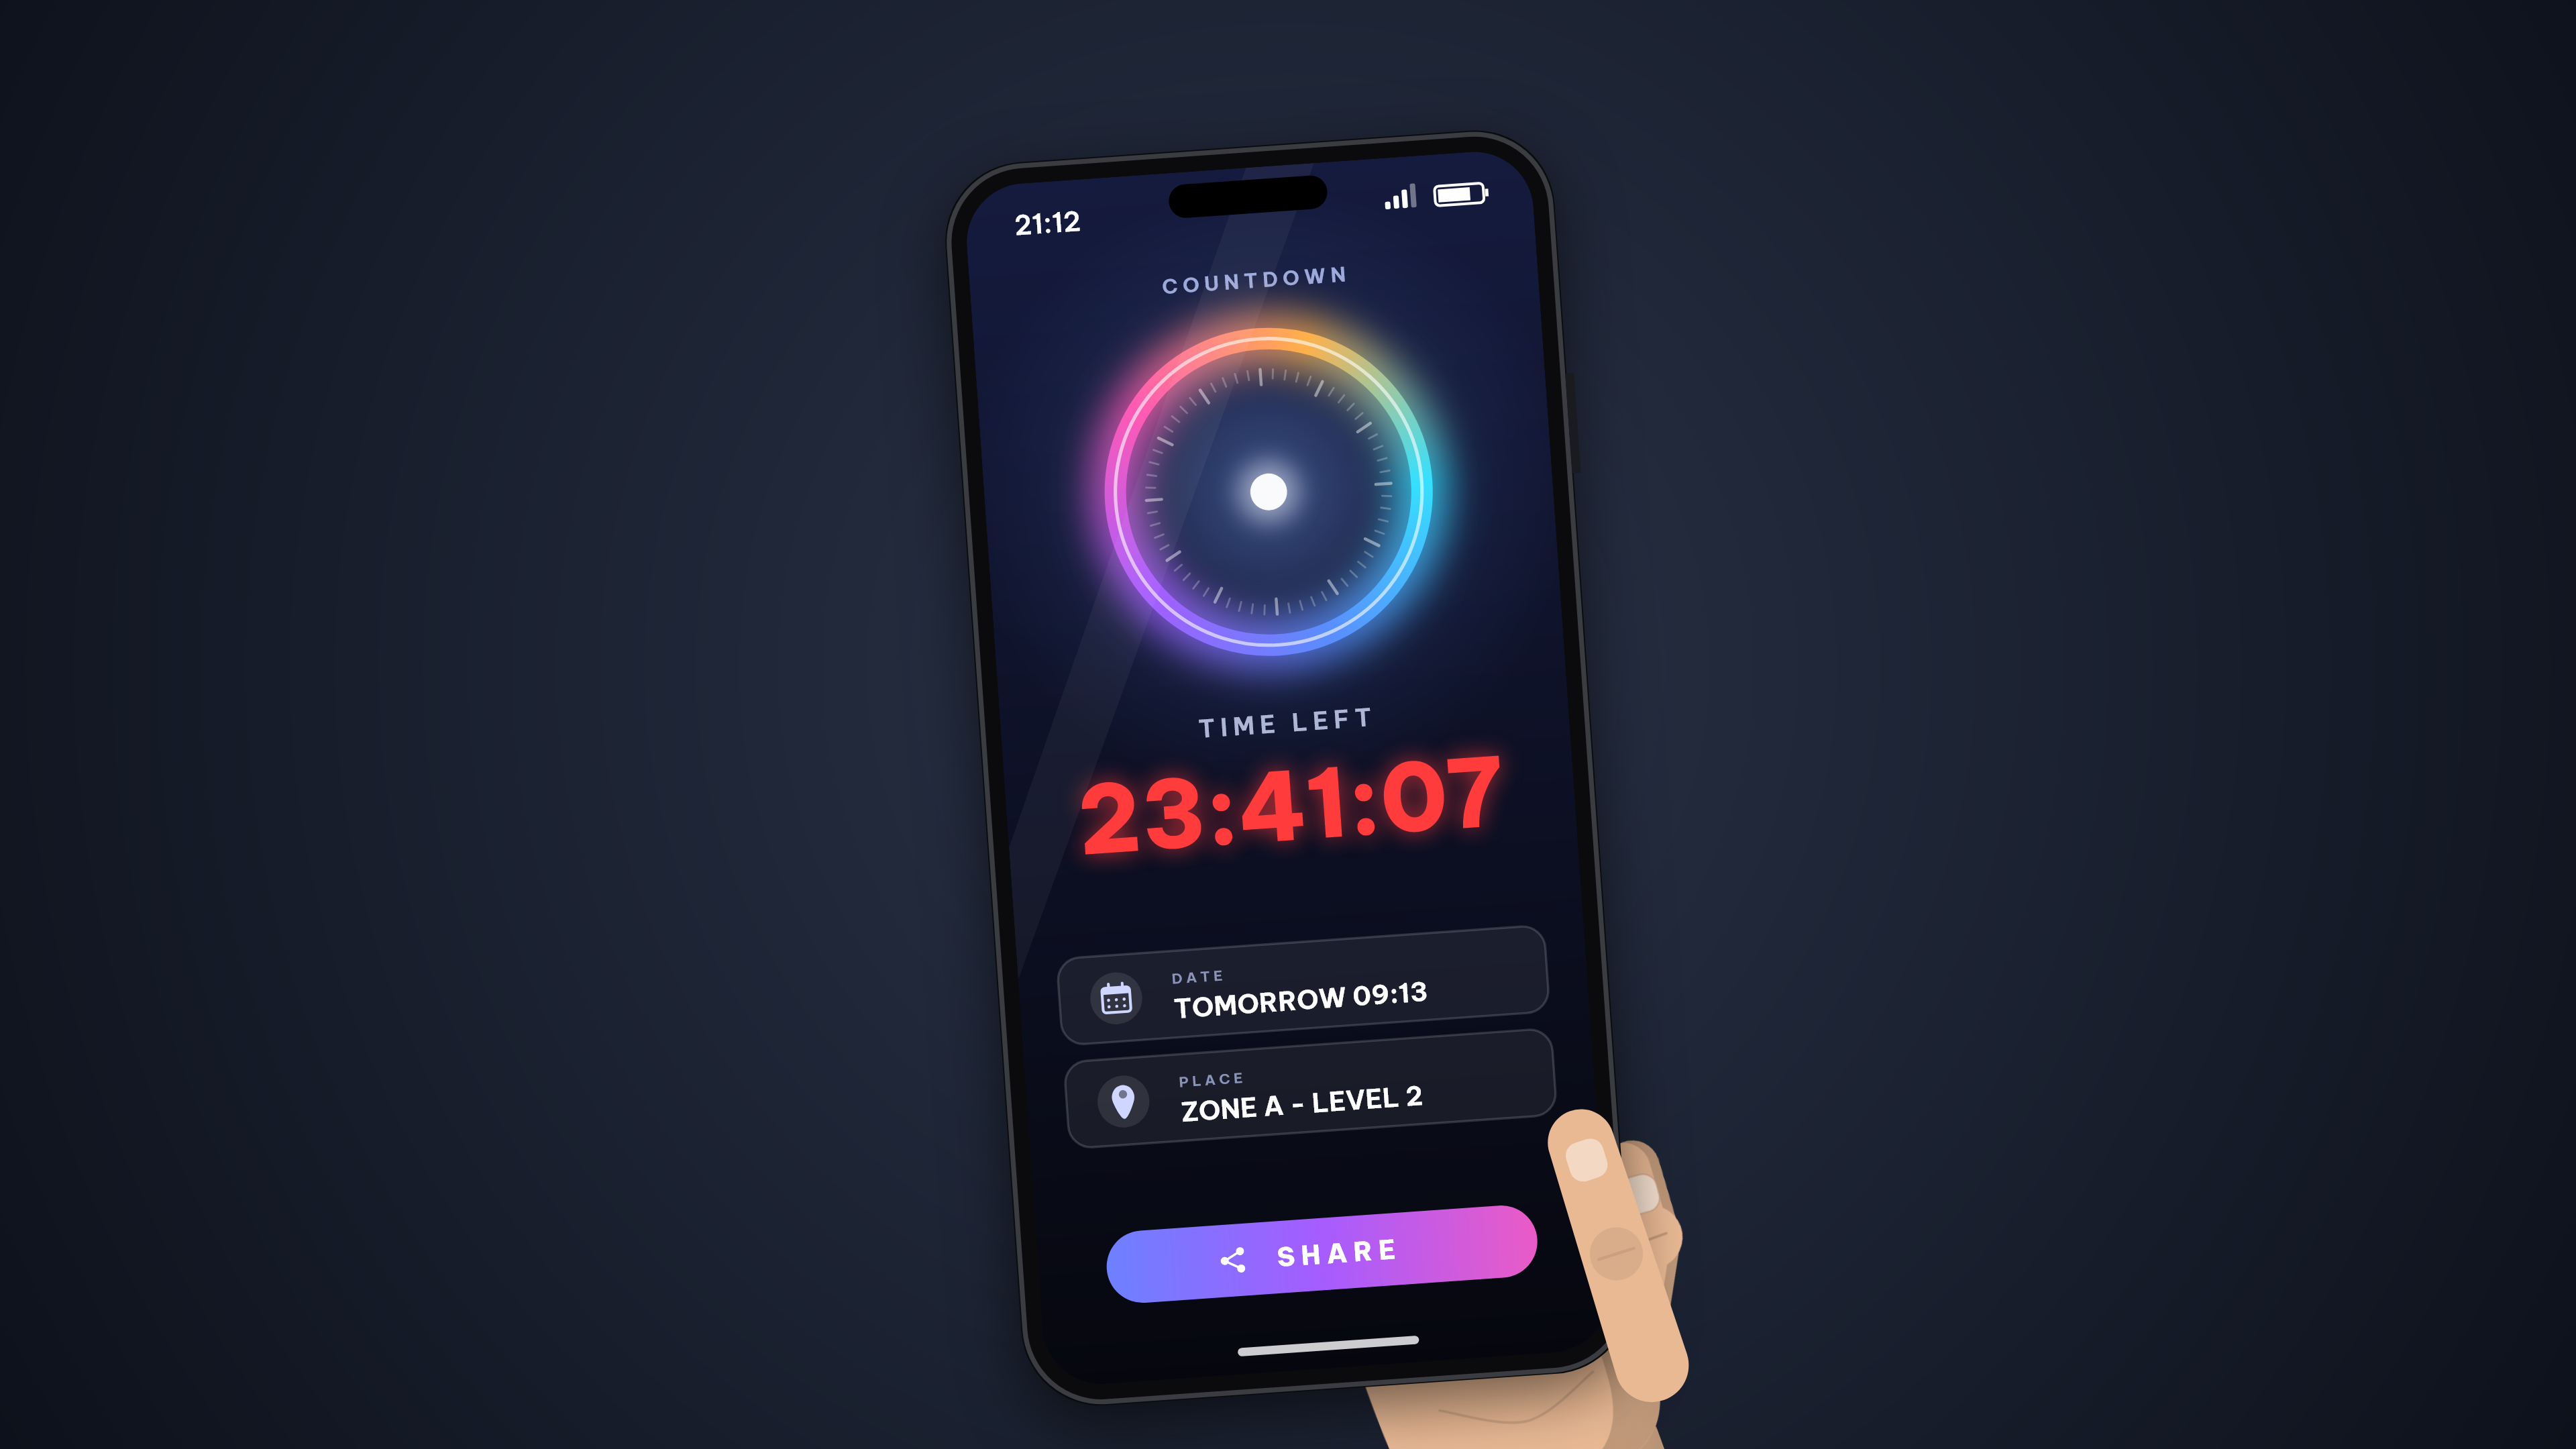 21:12
COUNTDOWN
TIME LEFT
23:41:07
DATE
TOMORROW 09:13
PLACE
ZONE A - LEVEL 2
SHARE